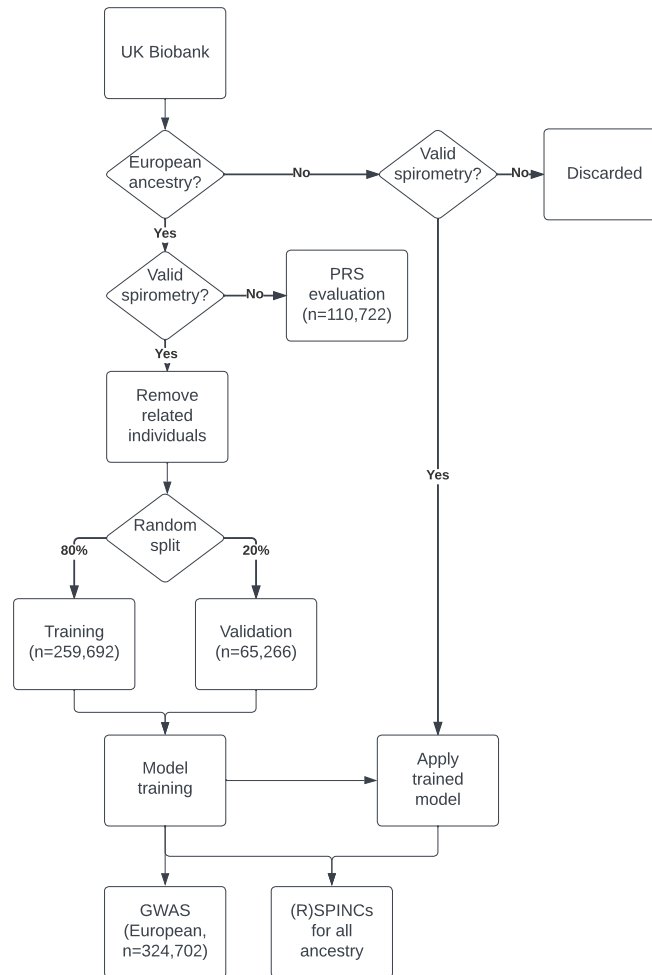 UK Biobank
European
ancestry?
No
Valid
spirometry?
No
Discarded
Yes
Valid
spirometry?
No
PRS
evaluation
(n=110,722)
Yes
Remove
related
individuals
Yes
Random
split
80%
20%
Training
(n=259,692)
Validation
(n=65,266)
Model
training
Apply
trained
model
GWAS
(European,
n=324,702)
(R)SPINCs
for all
ancestry